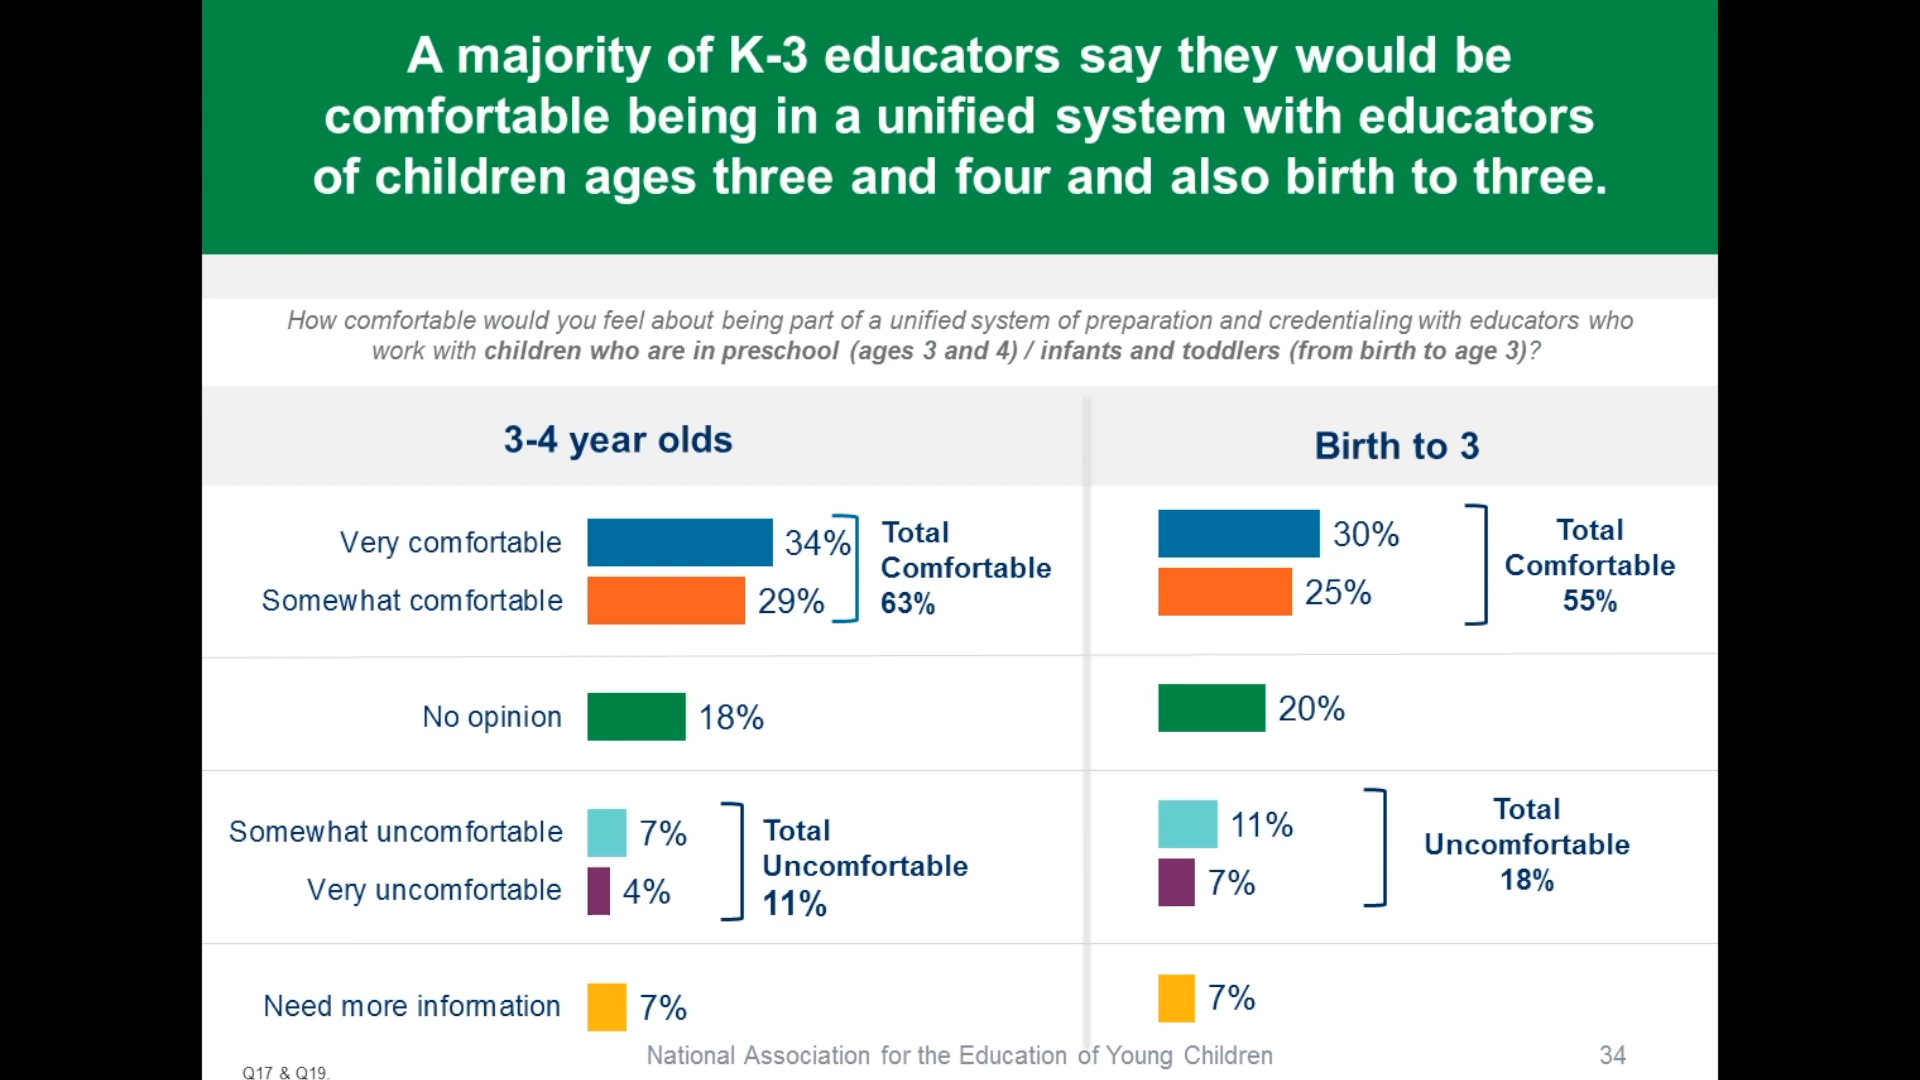 A majority of K-3 educators say they would be
comfortable being in a unified system with educators
of children ages three and four and also birth to three.
How comfortable would you feel about being part of a unified system of preparation and credentialing with educators who
work with children who are in preschool (ages 3 and 4) / infants and toddlers (from birth to age 3)?
3-4 year olds
Very comfortable 34%
Somewhat comfortable 29%
Total
Comfortable
63%
No opinion 18%
Somewhat uncomfortable 7%
Very uncomfortable 4%
Total
Uncomfortable
11%
Need more information 7%
Birth to 3
30%
25%
Total
Comfortable
55%
20%
11%
7%
Total
Uncomfortable
18%
7%
National Association for the Education of Young Children
34
Q17 & Q19.